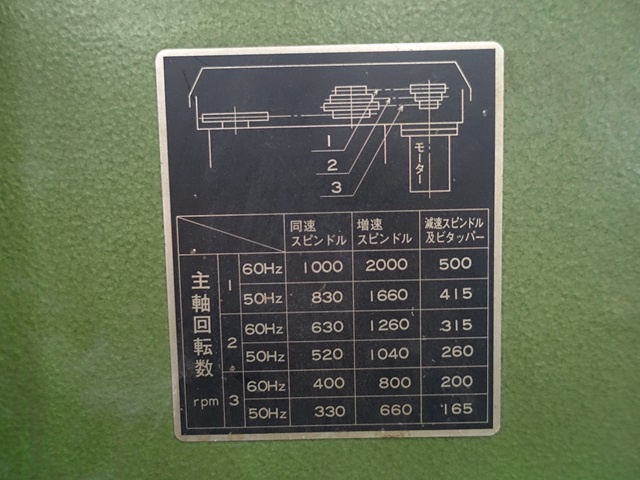 1
2
3
モーター
同速
スピンドル
増速
スピンドル
減速スピンドル
及ビタッパー
主軸回転数
rpm
1
60Hz 1000 2000 500
50Hz 830 1660 415
2
60Hz 630 1260 315
50Hz 520 1040 260
3
60Hz 400 800 200
50Hz 330 660 165